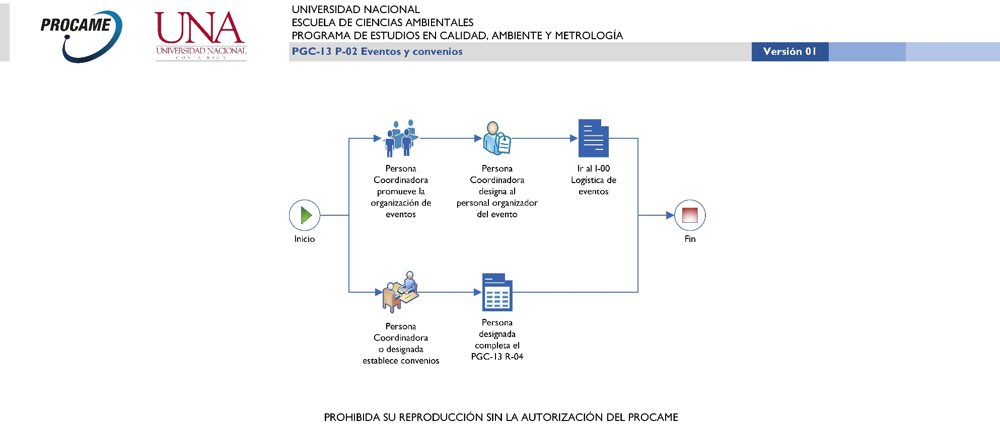 PROCAME
UNA
UNIVERSIDAD NACIONAL
COSTA RICA
UNIVERSIDAD NACIONAL
ESCUELA DE CIENCIAS AMBIENTALES
PROGRAMA DE ESTUDIOS EN CALIDAD, AMBIENTE Y METROLOGÍA
PGC-13 P-02 Eventos y convenios
Versión 01
Inicio
Persona
Coordinadora
promueve la
organización de
eventos
Persona
Coordinadora
designa al
personal organizador
del evento
Ir al I-00
Logística de
eventos
Persona
Coordinadora
o designada
establece convenios
Persona
designada
completa el
PGC-13 R-04
Fin
PROHIBIDA SU REPRODUCCIÓN SIN LA AUTORIZACIÓN DEL PROCAME